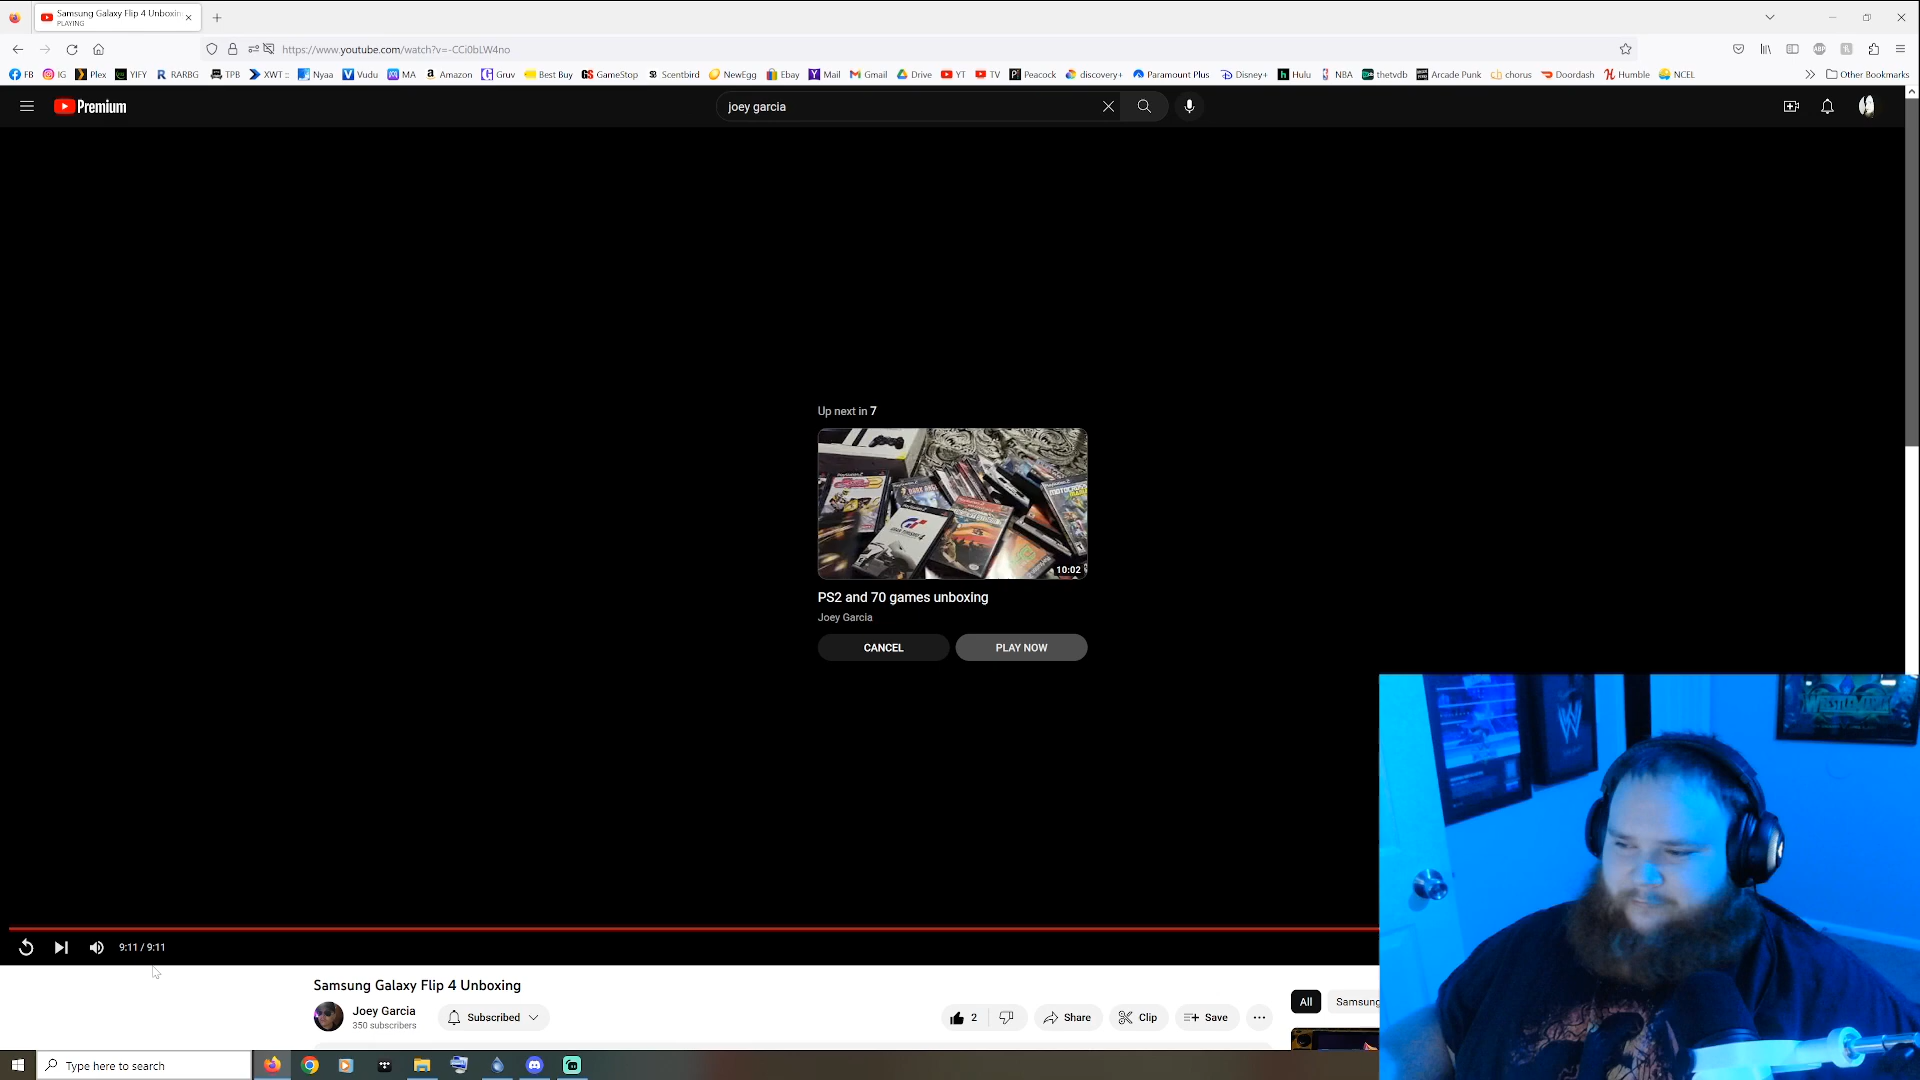 Samsung Galaxy Flip 4 Unboxin
PLAYING
https://www.youtube.com/watch?v=-CCi0bLW4no
FB IG Plex YIFY RARBG TPB XWT :: Nyaa Vudu MA Amazon Gruv Best Buy GameStop Scentbird NewEgg Ebay Mail Gmail Drive YT TV Peacock discovery+ Paramount Plus Disney+ Hulu NBA thetvdb Arcade Punk chorus Doordash Humble NCEL Other Bookmarks
Premium
joey garcia
Up next in 7
10:02
PS2 and 70 games unboxing
Joey Garcia
CANCEL PLAY NOW
9:11 / 9:11
Samsung Galaxy Flip 4 Unboxing
Joey Garcia
350 subscribers
Subscribed
2
Share
Clip
Save
All
Samsung
Type here to search